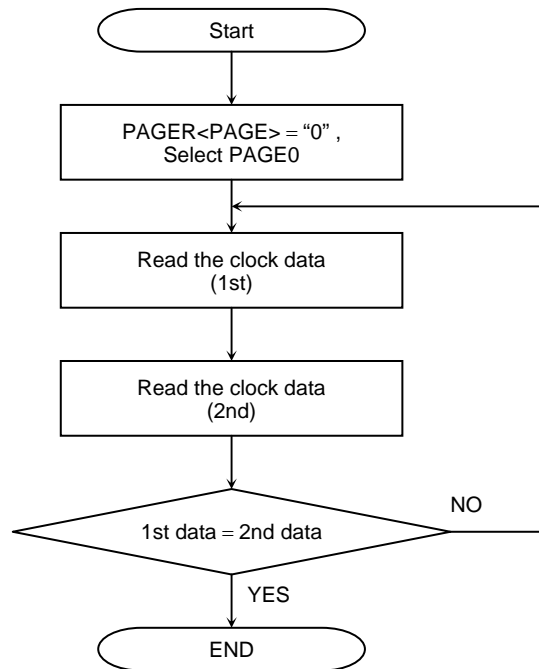 Start
PAGER<PAGE> = “0” ,
Select PAGE0
Read the clock data
(1st)
Read the clock data
(2nd)
1st data = 2nd data
NO
YES
END